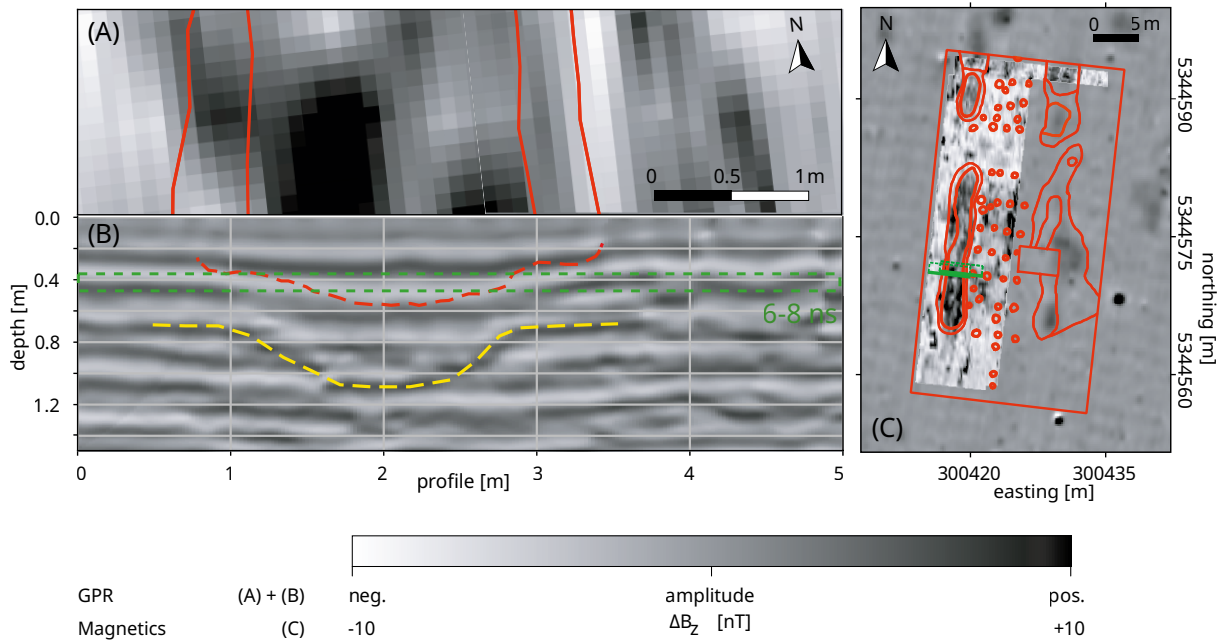 (A)
N
0 0.5 1m
0.0
0.4
0.8
1.2
depth [m]
(B)
6-8 ns
0 1 2 3 4 5
profile [m]
N
0 5 m
(C)
5344590
5344575
5344560
northing [m]
300420 300435
easting [m]
GPR (A) + (B) neg. amplitude pos.
Magnetics (C) -10 ΔBZ [nT] +10